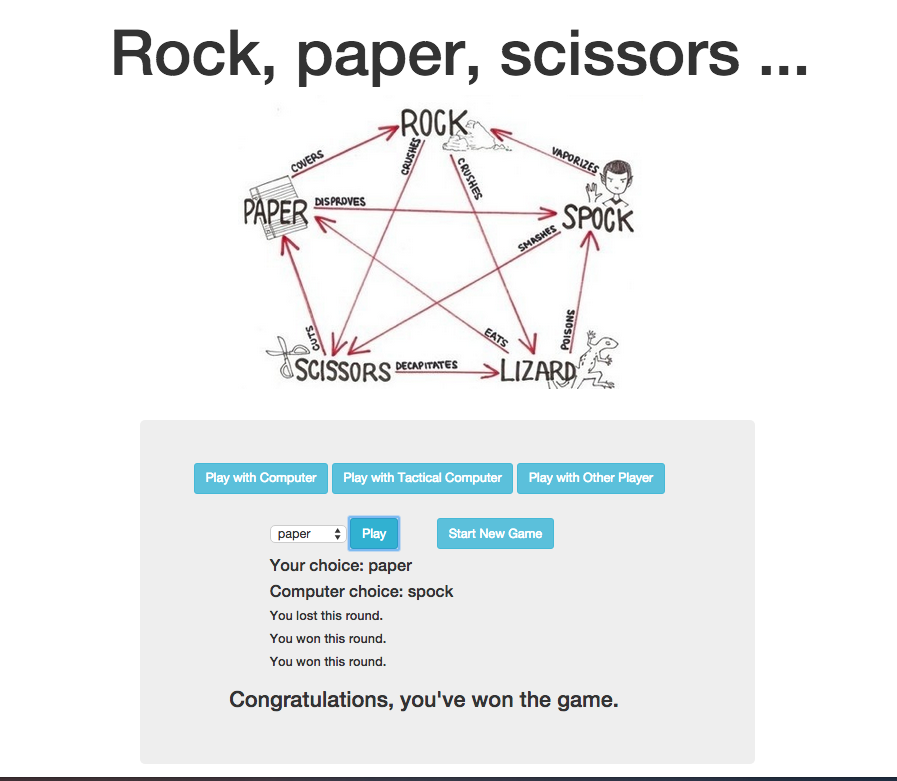 Rock, paper, scissors ...
ROCK
COVERS
CRUSHES
CRUSHES
VAPORIZES
PAPER
DISPROVES
SPOCK
SMASHES
CUTS
EATS
POISONS
SCISSORS
DECAPITATES
LIZARD
Play with Computer
Play with Tactical Computer
Play with Other Player
paper
Play
Start New Game
Your choice: paper
Computer choice: spock
You lost this round.
You won this round.
You won this round.
Congratulations, you've won the game.